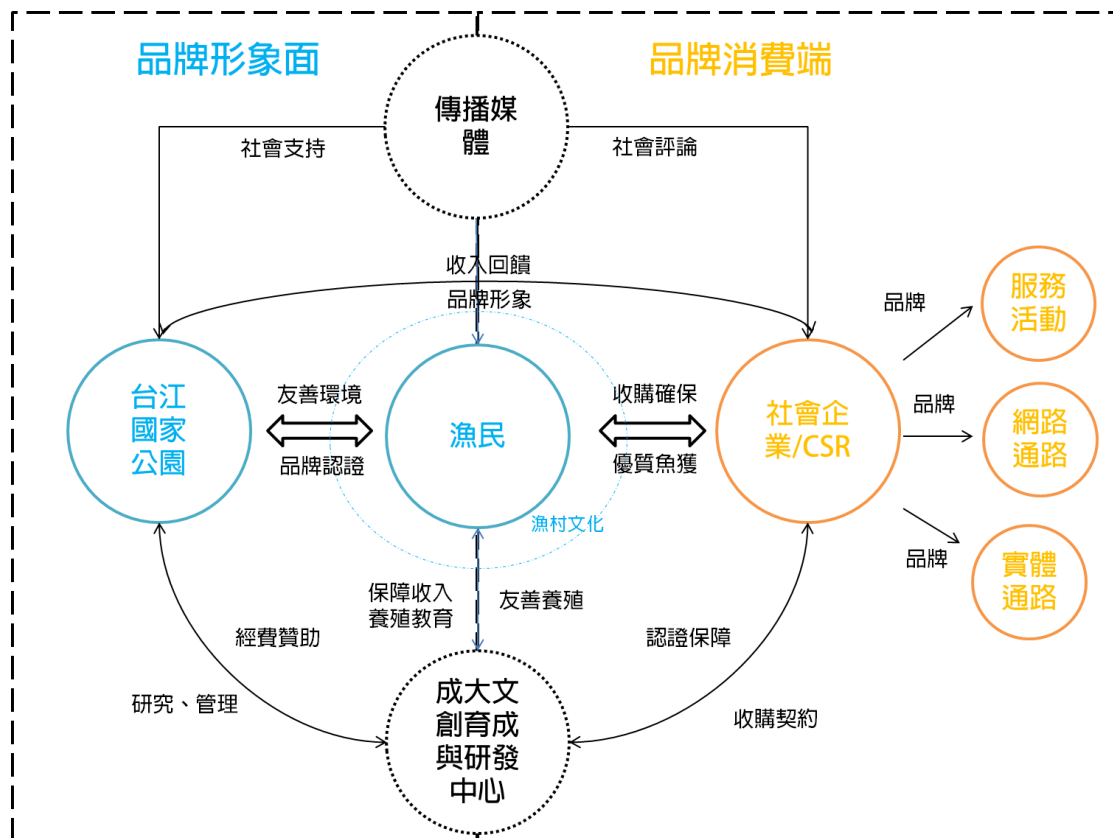 品牌形象面
品牌消費端
傳播媒
體
社會支持
社會評論
收入回饋
品牌形象
服務
活動
品牌
台江
國家
公園
友善環境
品牌認證
漁民
收購確保
優質魚獲
社會企
業/CSR
品牌
網路
通路
漁村文化
品牌
實體
通路
保障收入
養殖教育
友善養殖
經費贊助
認證保障
研究、管理
收購契約
成大文
創育成
與研發
中心